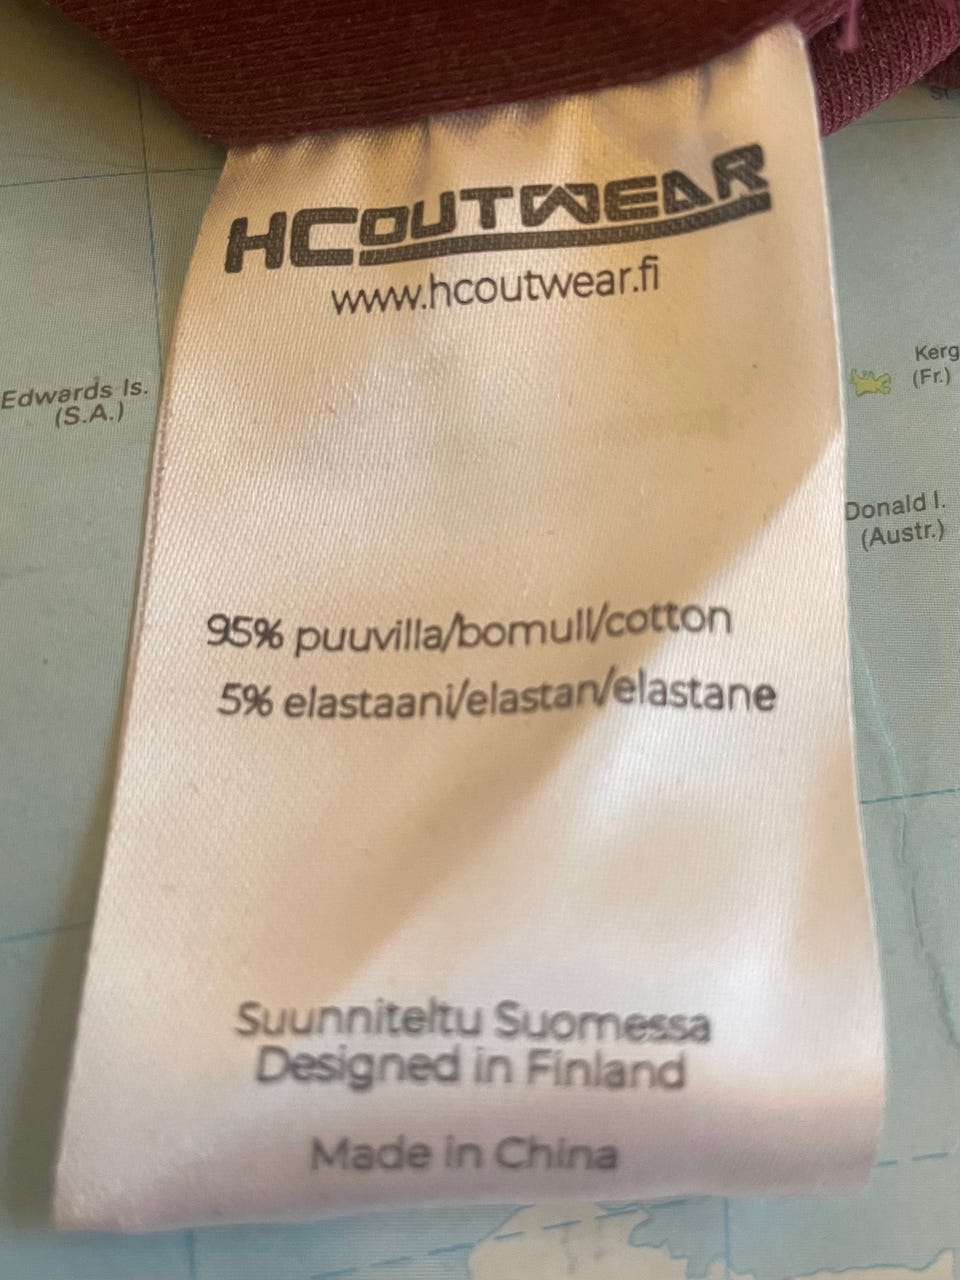 HCOUTWEAR
www.hcoutwear.fi
Edwards Is.
(S.A.)
Kerg
(Fr.)
Donald I.
(Austr.)
95% puuvilla/bomull/cotton
5% elastaani/elastan/elastane
Suunniteltu Suomessa
Designed in Finland
Made in China